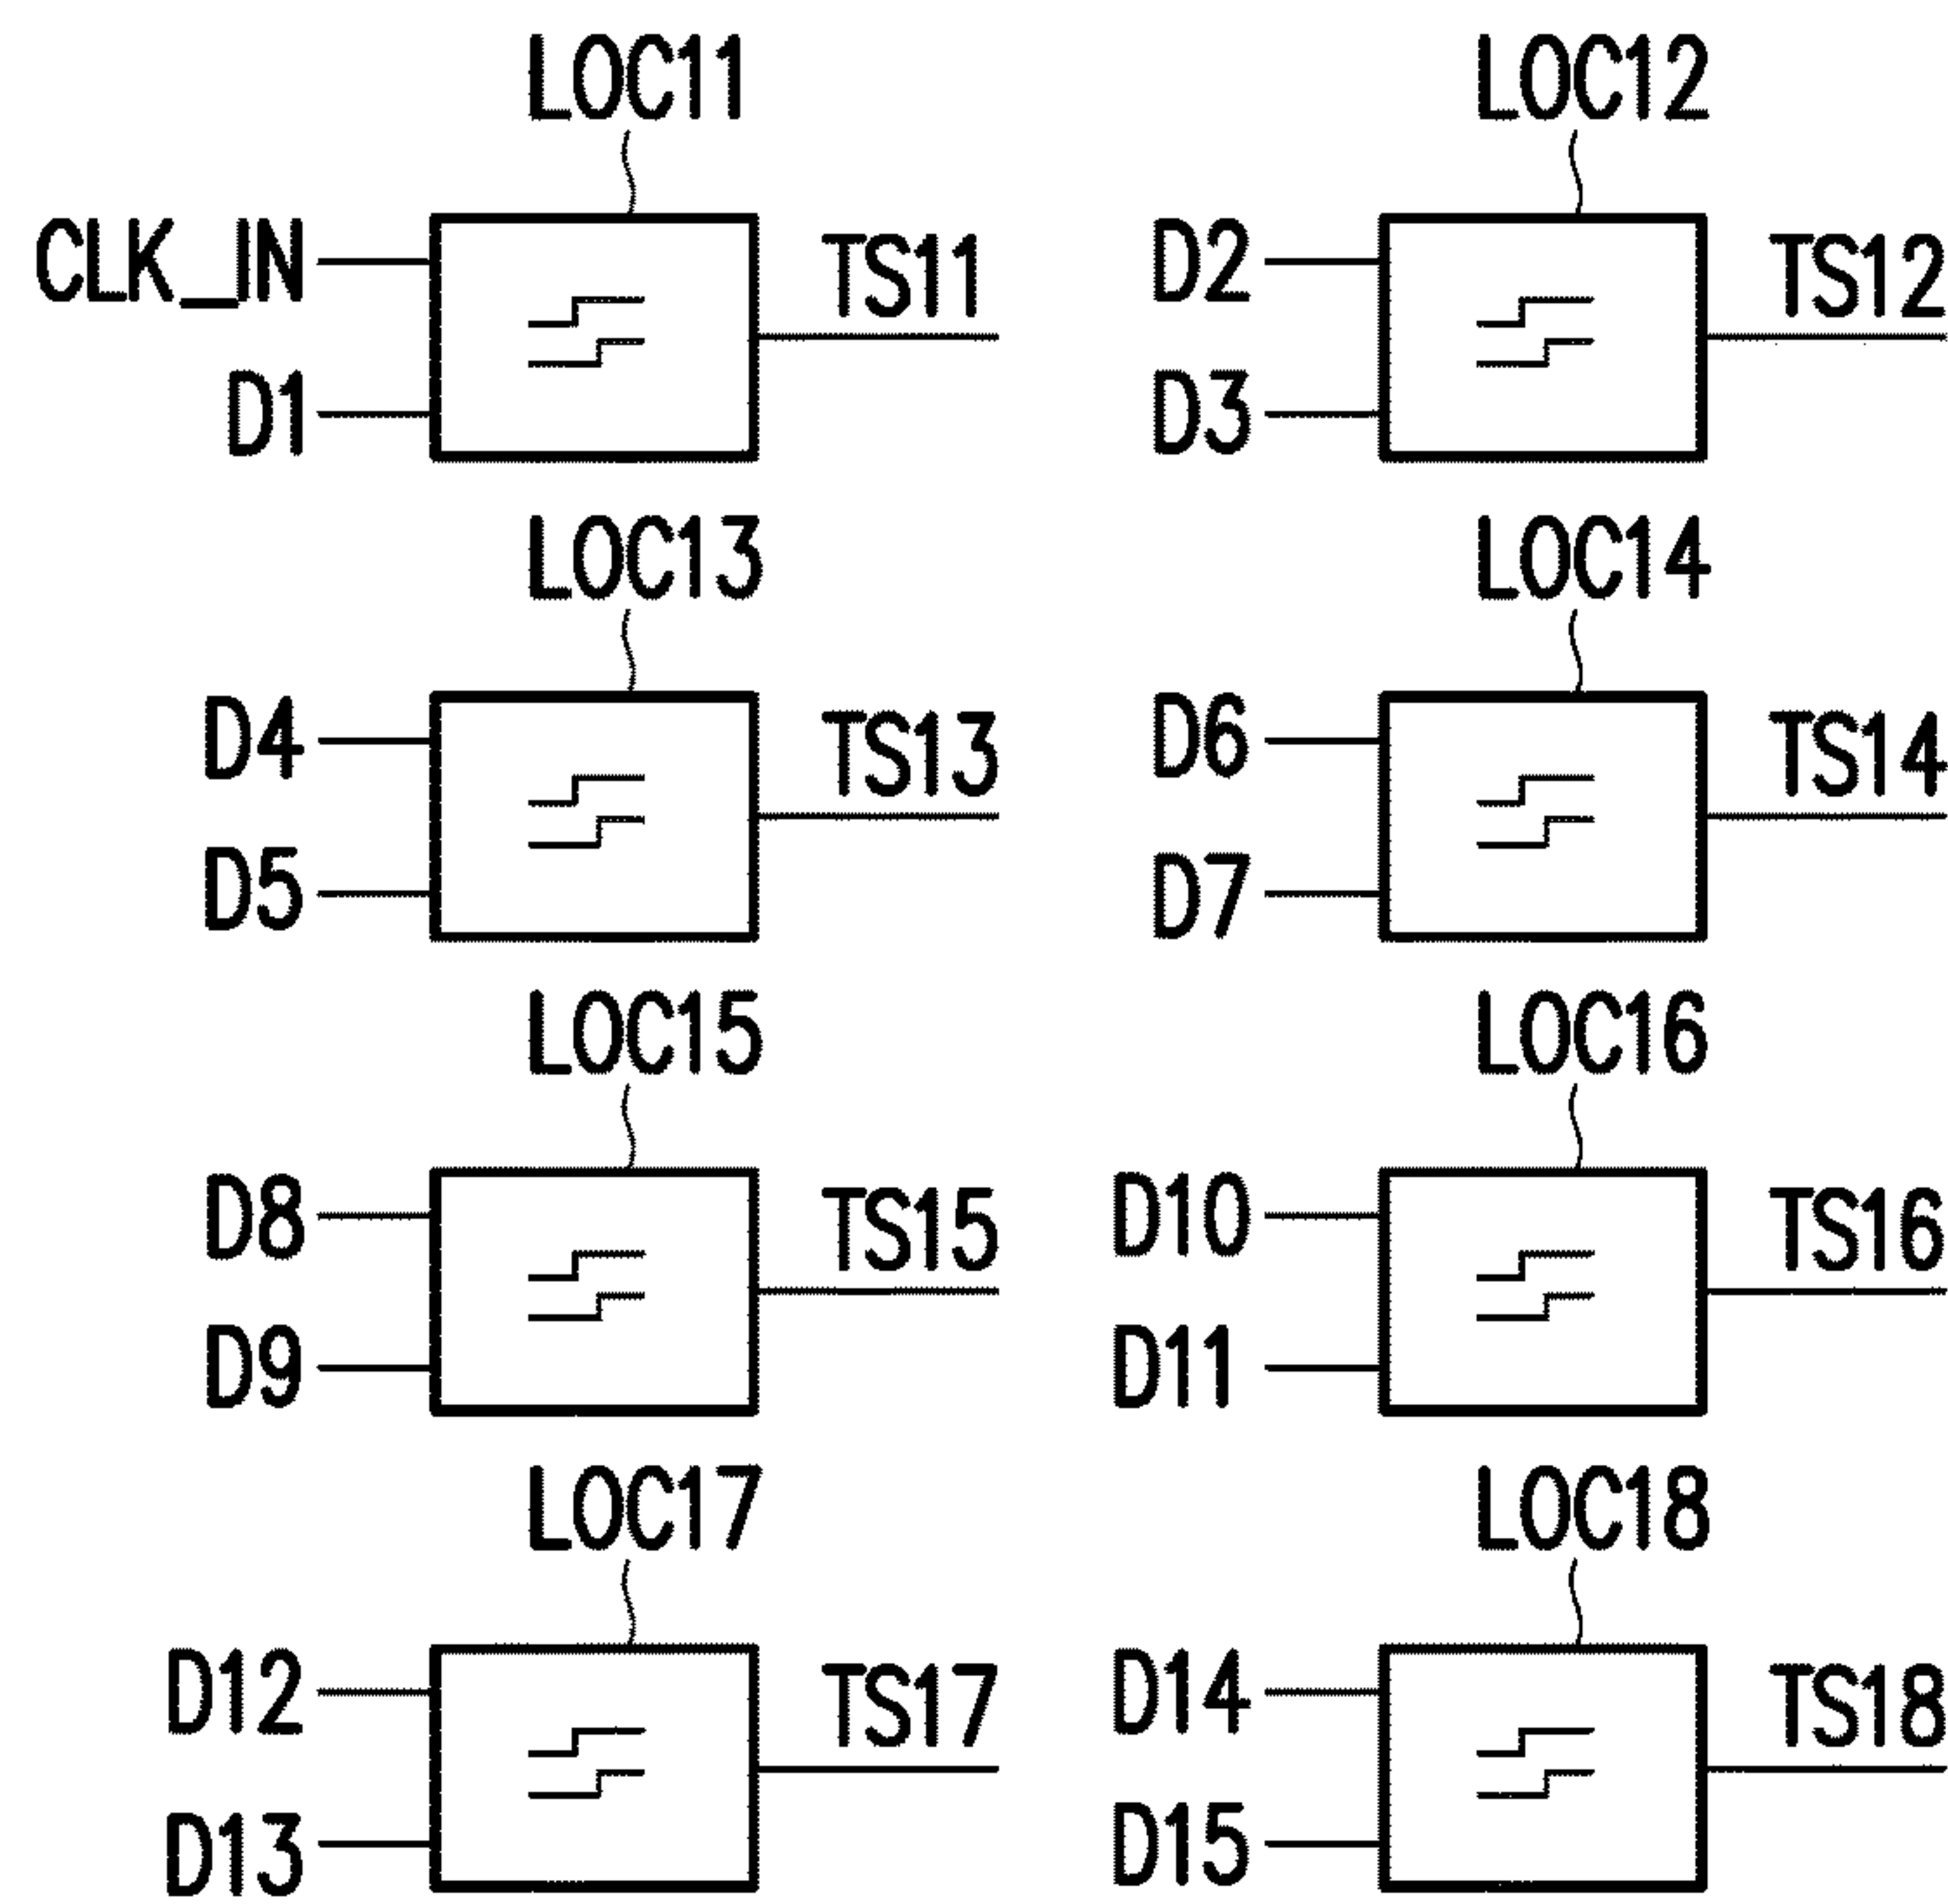 LOC11
LOC12
CLK_IN
TS11
D2
TS12
D1
D3
LOC13
LOC14
D4
TS13
D6
TS14
D5
D7
LOC15
LOC16
D8
TS15
D10
TS16
D9
D11
LOC17
LOC18
D12
TS17
D14
TS18
D13
D15